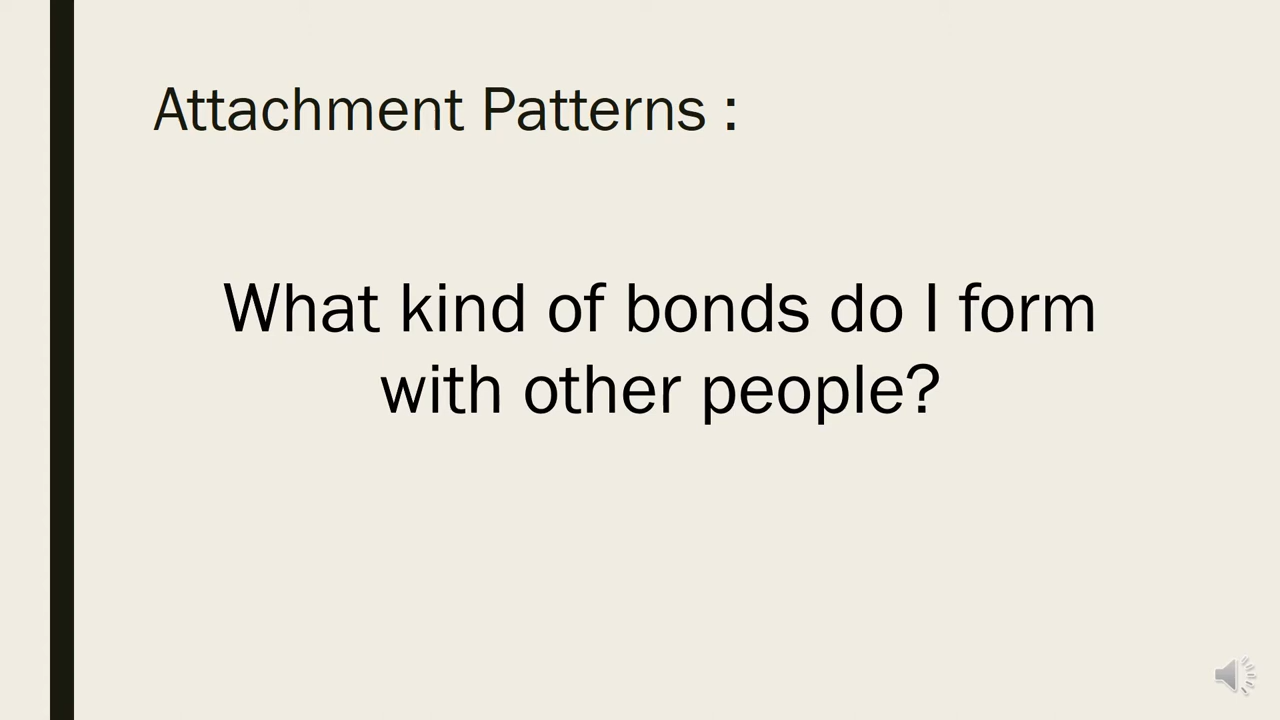 Attachment Patterns :
What kind of bonds do I form
with other people?